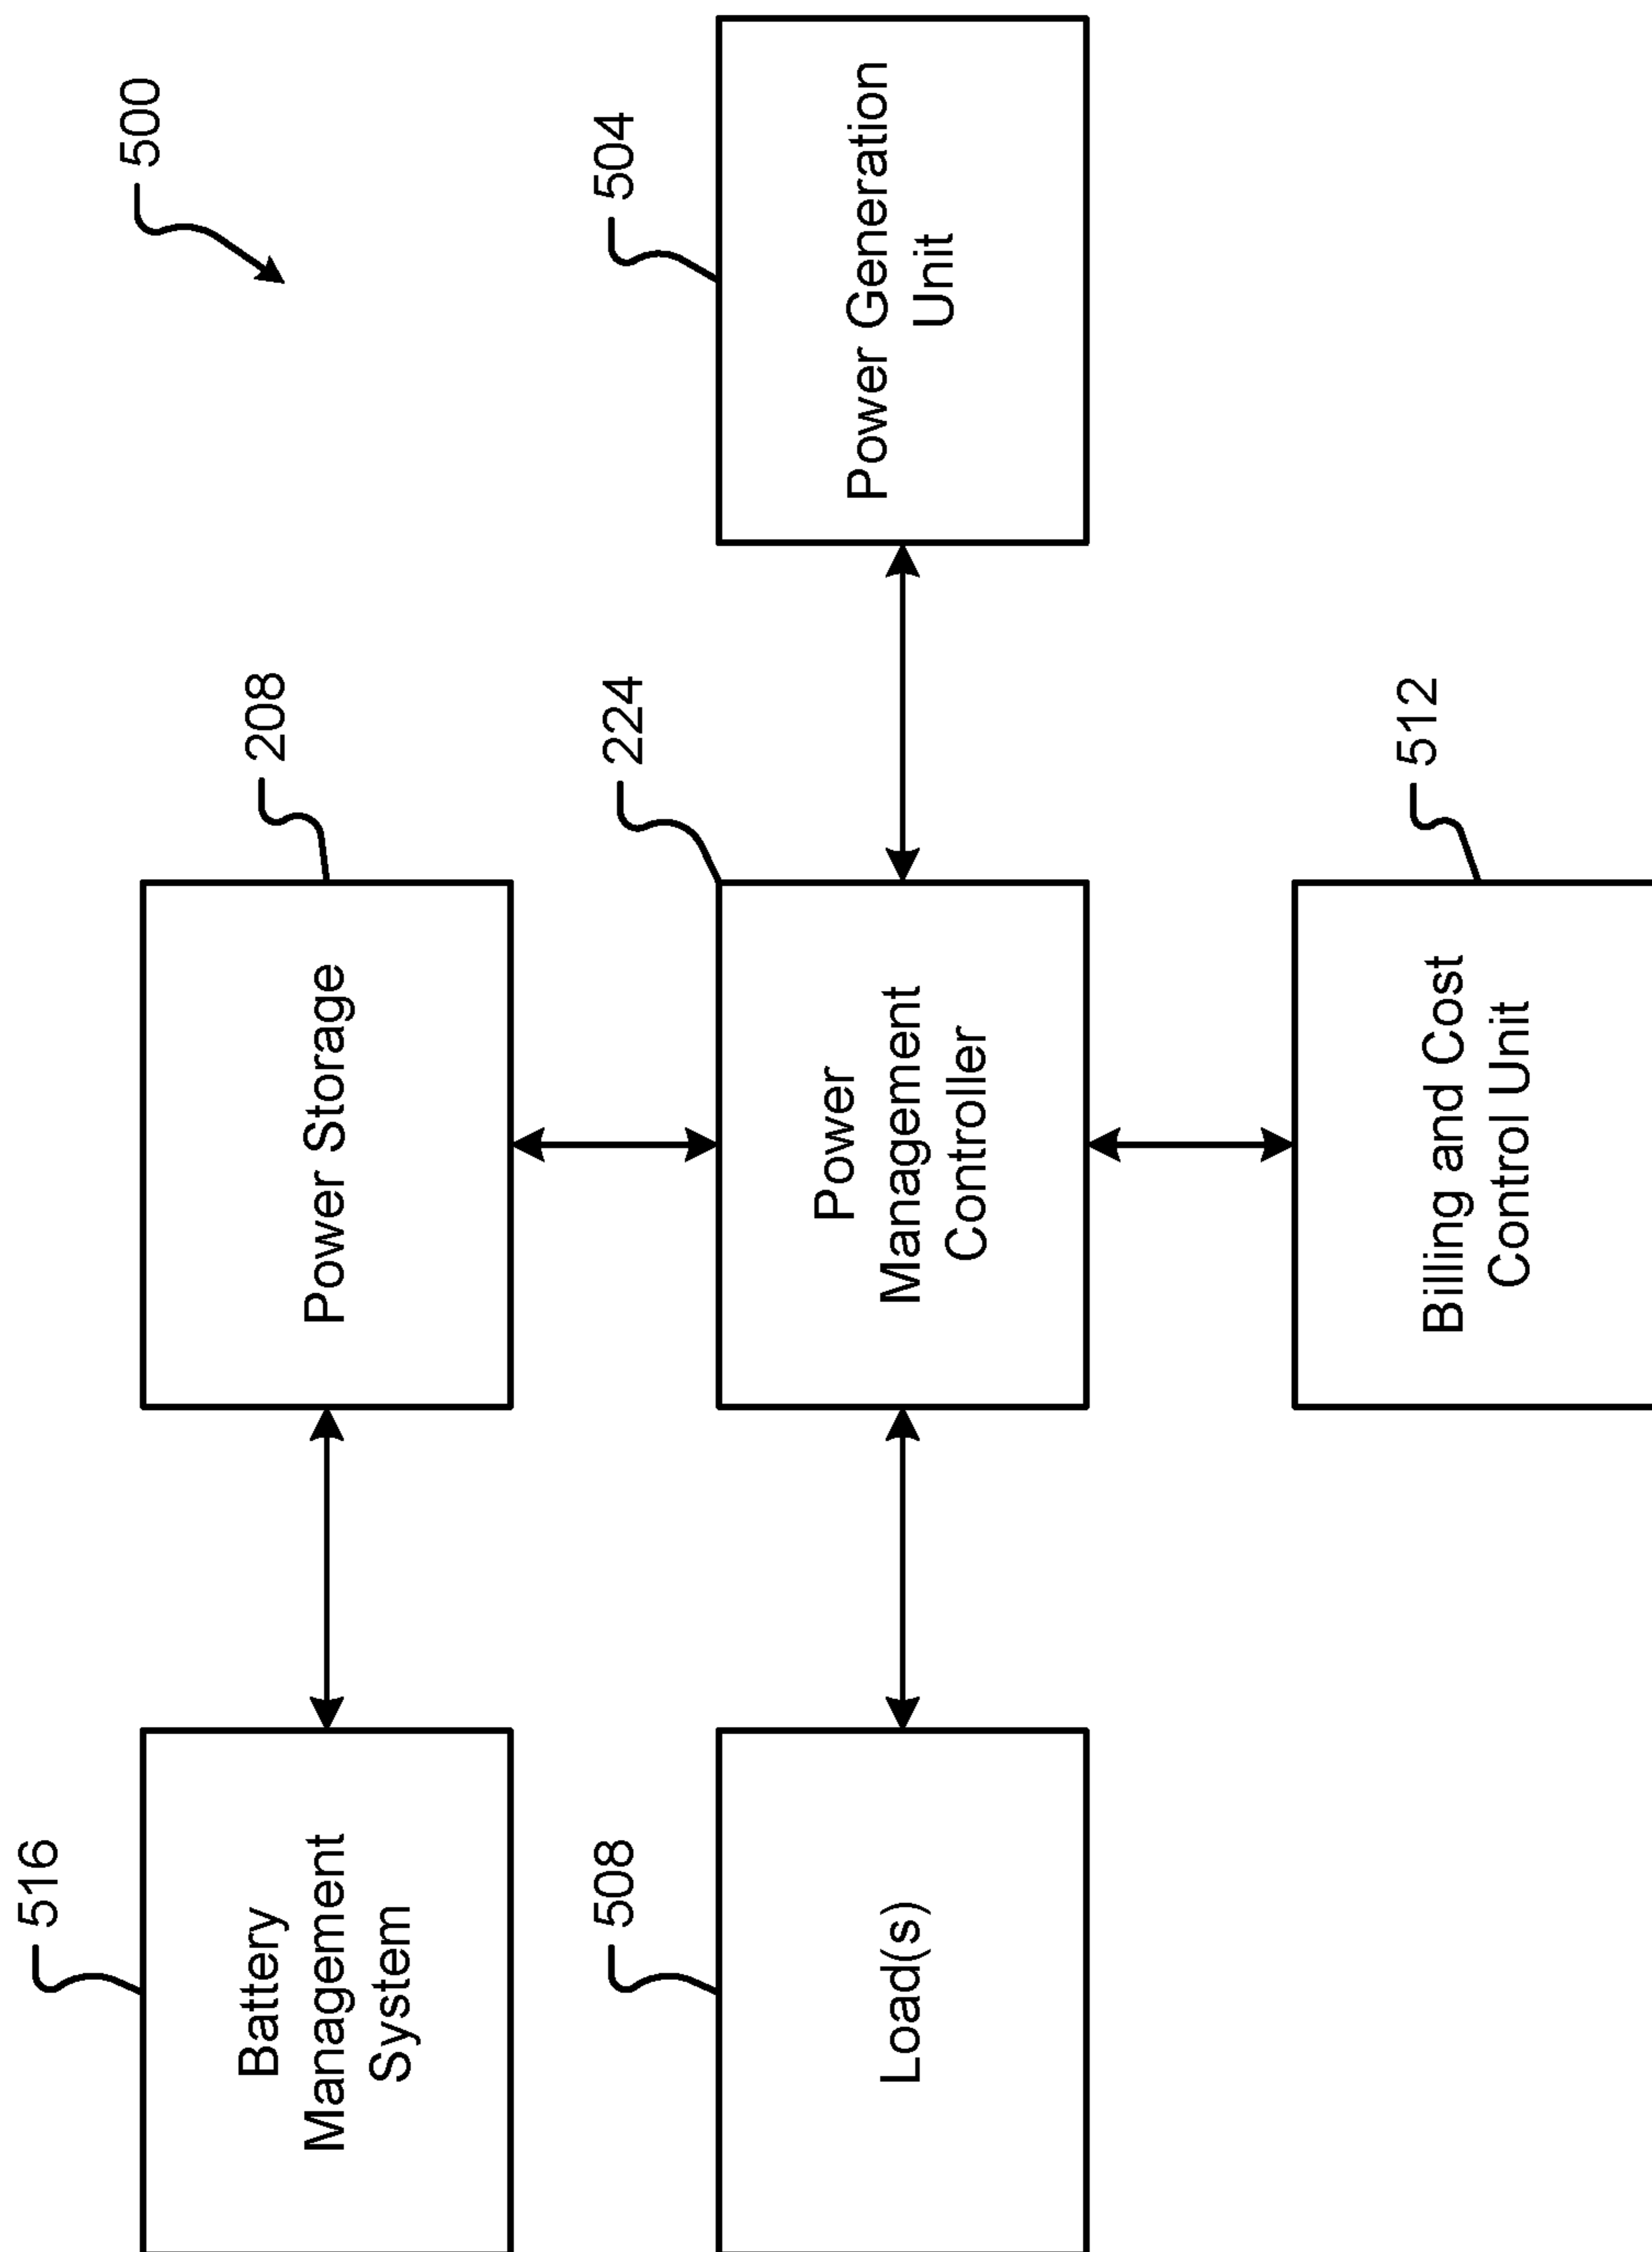 500
516
Battery
Management
System
208
Power Storage
508
Load(s)
224
Power
Management
Controller
504
Power Generation
Unit
512
Billing and Cost
Control Unit